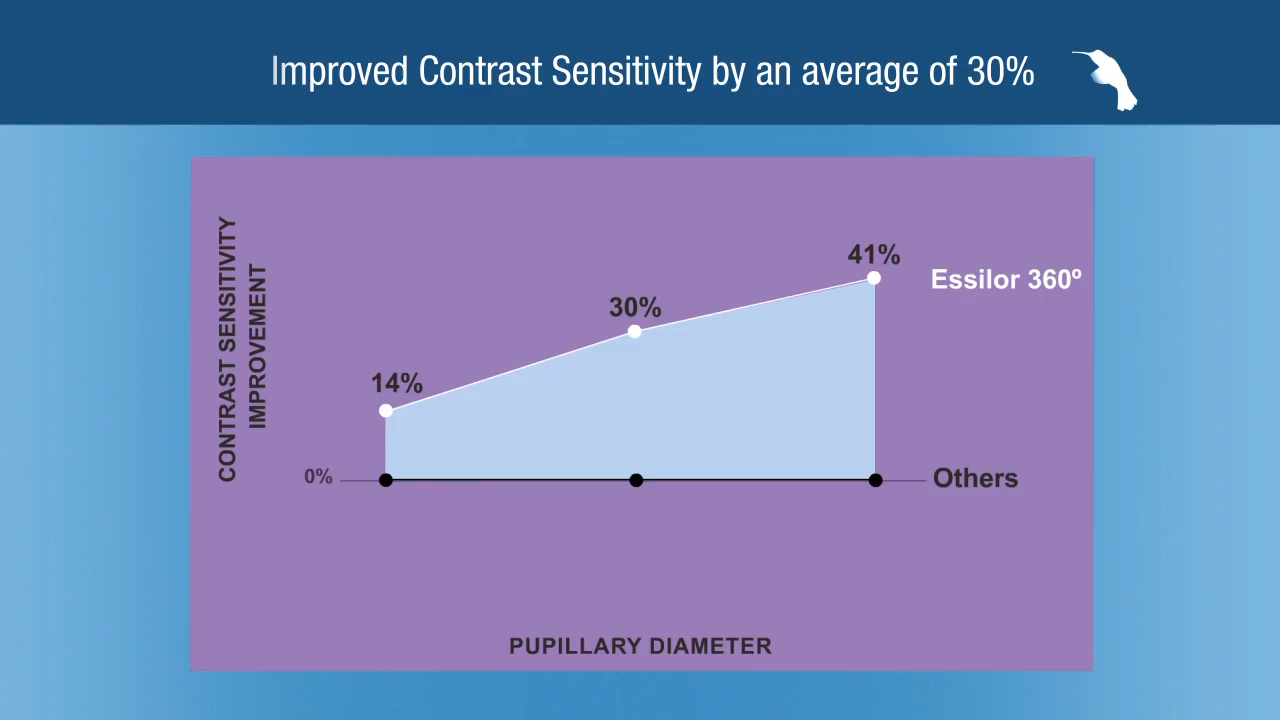 Improved Contrast Sensitivity by an average of 30%
CONTRAST SENSITIVITY
IMPROVEMENT
41%
Essilor 360º
30%
14%
0%
Others
PUPILLARY DIAMETER